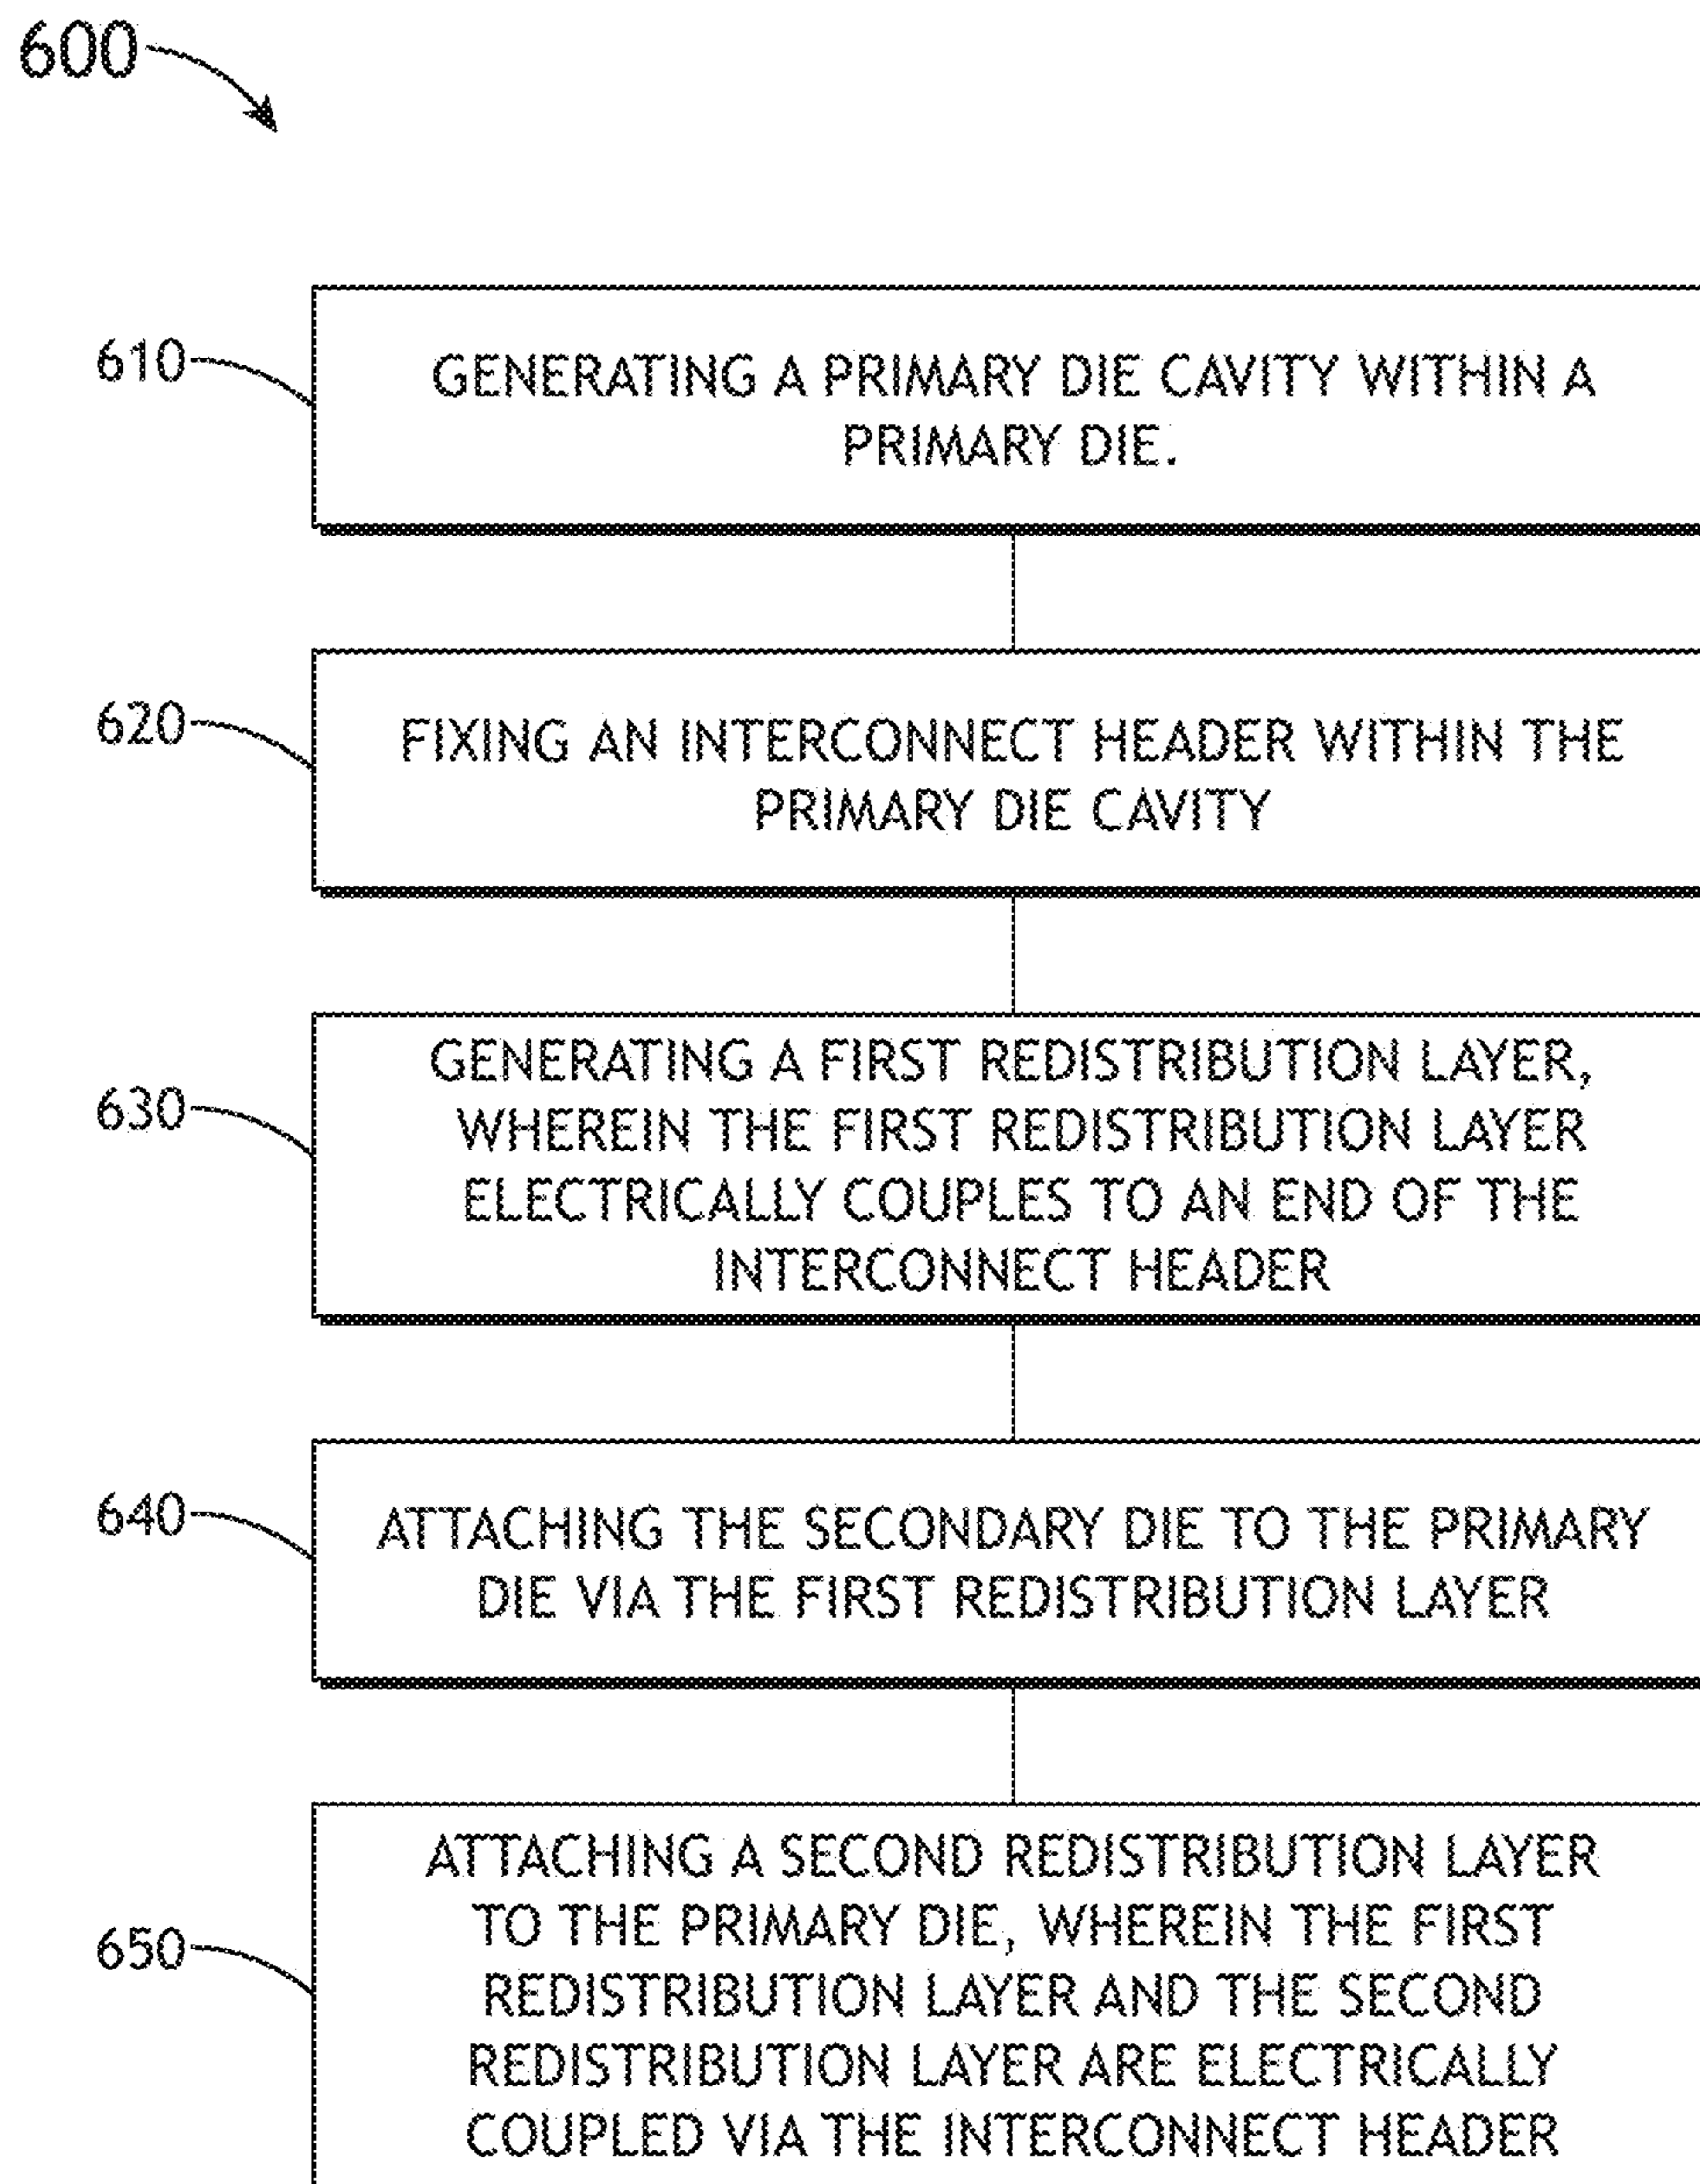 600
610
GENERATING A PRIMARY DIE CAVITY WITHIN A
PRIMARY DIE.
620
FIXING AN INTERCONNECT HEADER WITHIN THE
PRIMARY DIE CAVITY
630
GENERATING A FIRST REDISTRIBUTION LAYER,
WHEREIN THE FIRST REDISTRIBUTION LAYER
ELECTRICALLY COUPLES TO AN END OF THE
INTERCONNECT HEADER
640
ATTACHING THE SECONDARY DIE TO THE PRIMARY
DIE VIA THE FIRST REDISTRIBUTION LAYER
650
ATTACHING A SECOND REDISTRIBUTION LAYER
TO THE PRIMARY DIE, WHEREIN THE FIRST
REDISTRIBUTION LAYER AND THE SECOND
REDISTRIBUTION LAYER ARE ELECTRICALLY
COUPLED VIA THE INTERCONNECT HEADER